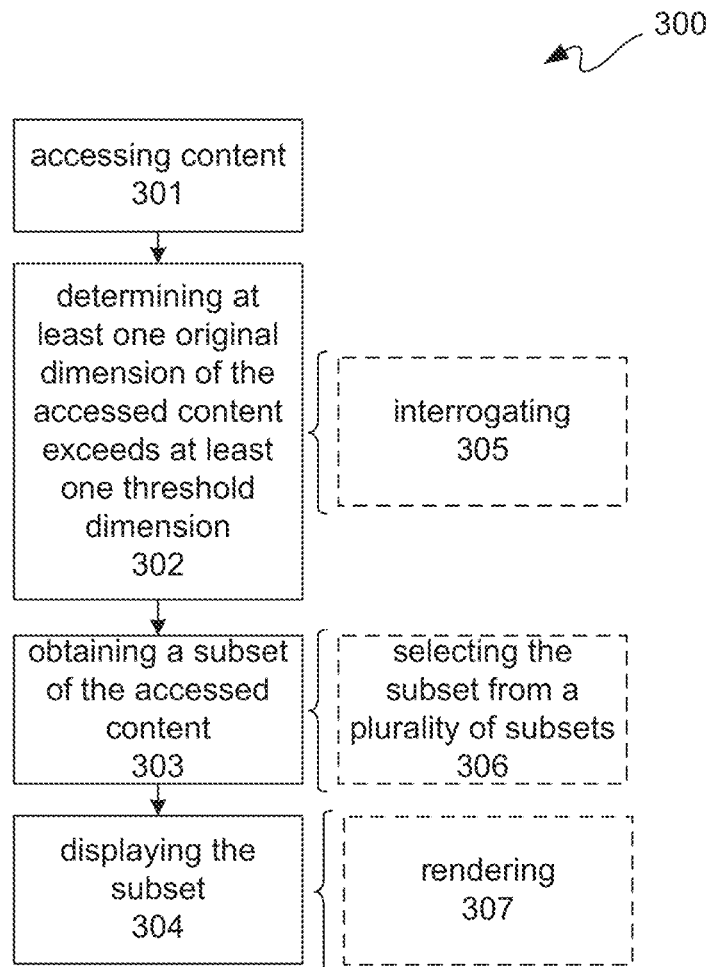 300
accessing content
301
determining at
least one original
dimension of the
accessed content
exceeds at least
one threshold
dimension
302
interrogating
305
obtaining a subset
of the accessed
content
303
selecting the
subset from a
plurality of subsets
306
displaying the
subset
304
rendering
307